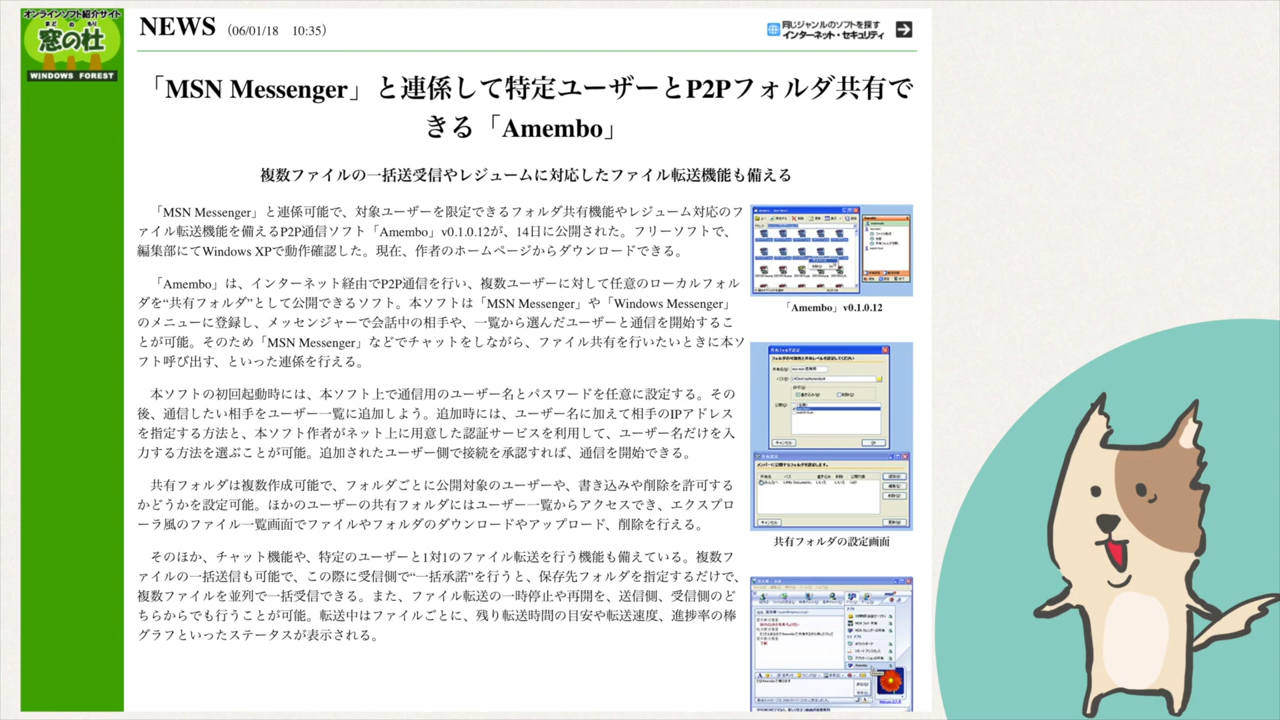 オンラインソフト紹介サイト
まど の もり
窓の杜
WINDOWS FOREST
NEWS (06/01/18 10:35)
同じジャンルのソフトを探す
インターネット・セキュリティ
「MSN Messenger」と連係して特定ユーザーとP2Pフォルダ共有で
きる「Amembo」
複数ファイルの一括送受信やレジュームに対応したファイル転送機能も備える
「MSN Messenger」と連係可能で、対象ユーザーを限定できるフォルダ共有機能やレジューム対応のフ
ァイル転送機能を備えるP2P通信ソフト「Amembo」v0.1.0.12が、14日に公開された。フリーソフトで、
編集部にてWindows XPで動作確認した。現在、作者のホームページからダウンロードできる。
「Amembo」は、インターネット経由でP2P通信を行い、複数ユーザーに対して任意のローカルフォル
ダを“共有フォルダ”として公開できるソフト。本ソフトは「MSN Messenger」や「Windows Messenger」
のメニューに登録し、メッセンジャーで会話中の相手や、一覧から選んだユーザーと通信を開始するこ
とが可能。そのため「MSN Messenger」などでチャットをしながら、ファイル共有を行いたいときに本ソ
フト呼び出す、といった連係を行える。
本ソフトの初回起動時には、本ソフト上で通信用のユーザー名とパスワードを任意に設定する。その
後、通信したい相手をユーザー一覧に追加しよう。追加時には、ユーザー名に加えて相手のIPアドレス
を指定する方法と、本ソフト作者がソフト上に用意した認証サービスを利用して、ユーザー名だけを入
力する方法を選ぶことが可能。追加されたユーザー側で接続を承認すれば、通信を開始できる。
共有フォルダは複数作成可能で、フォルダごとに公開対象のユーザーや、書き込みや削除を許可する
かどうかを設定可能。ほかのユーザーの共有フォルダにはユーザー一覧からアクセスでき、エクスプロ
ーラ風のファイル一覧画面でファイルやフォルダのダウンロードやアップロード、削除を行える。
そのほか、チャット機能や、特定のユーザーと1対1のファイル転送を行う機能も備えている。複数フ
ァイルの一括送信も可能で、この際に受信側で“一括承諾”を行うと、保存先フォルダを指定するだけで、
複数ファイルを並列で一括受信できる。また、ファイル転送の一時停止や再開を、送信側、受信側のど
ちらからでも行うことが可能。転送中はファイルごとに、残り転送時間の目安や転送速度、進捗率の棒
グラフといったステータスが表示される。
「Amembo」v0.1.0.12
共有フォルダの設定画面